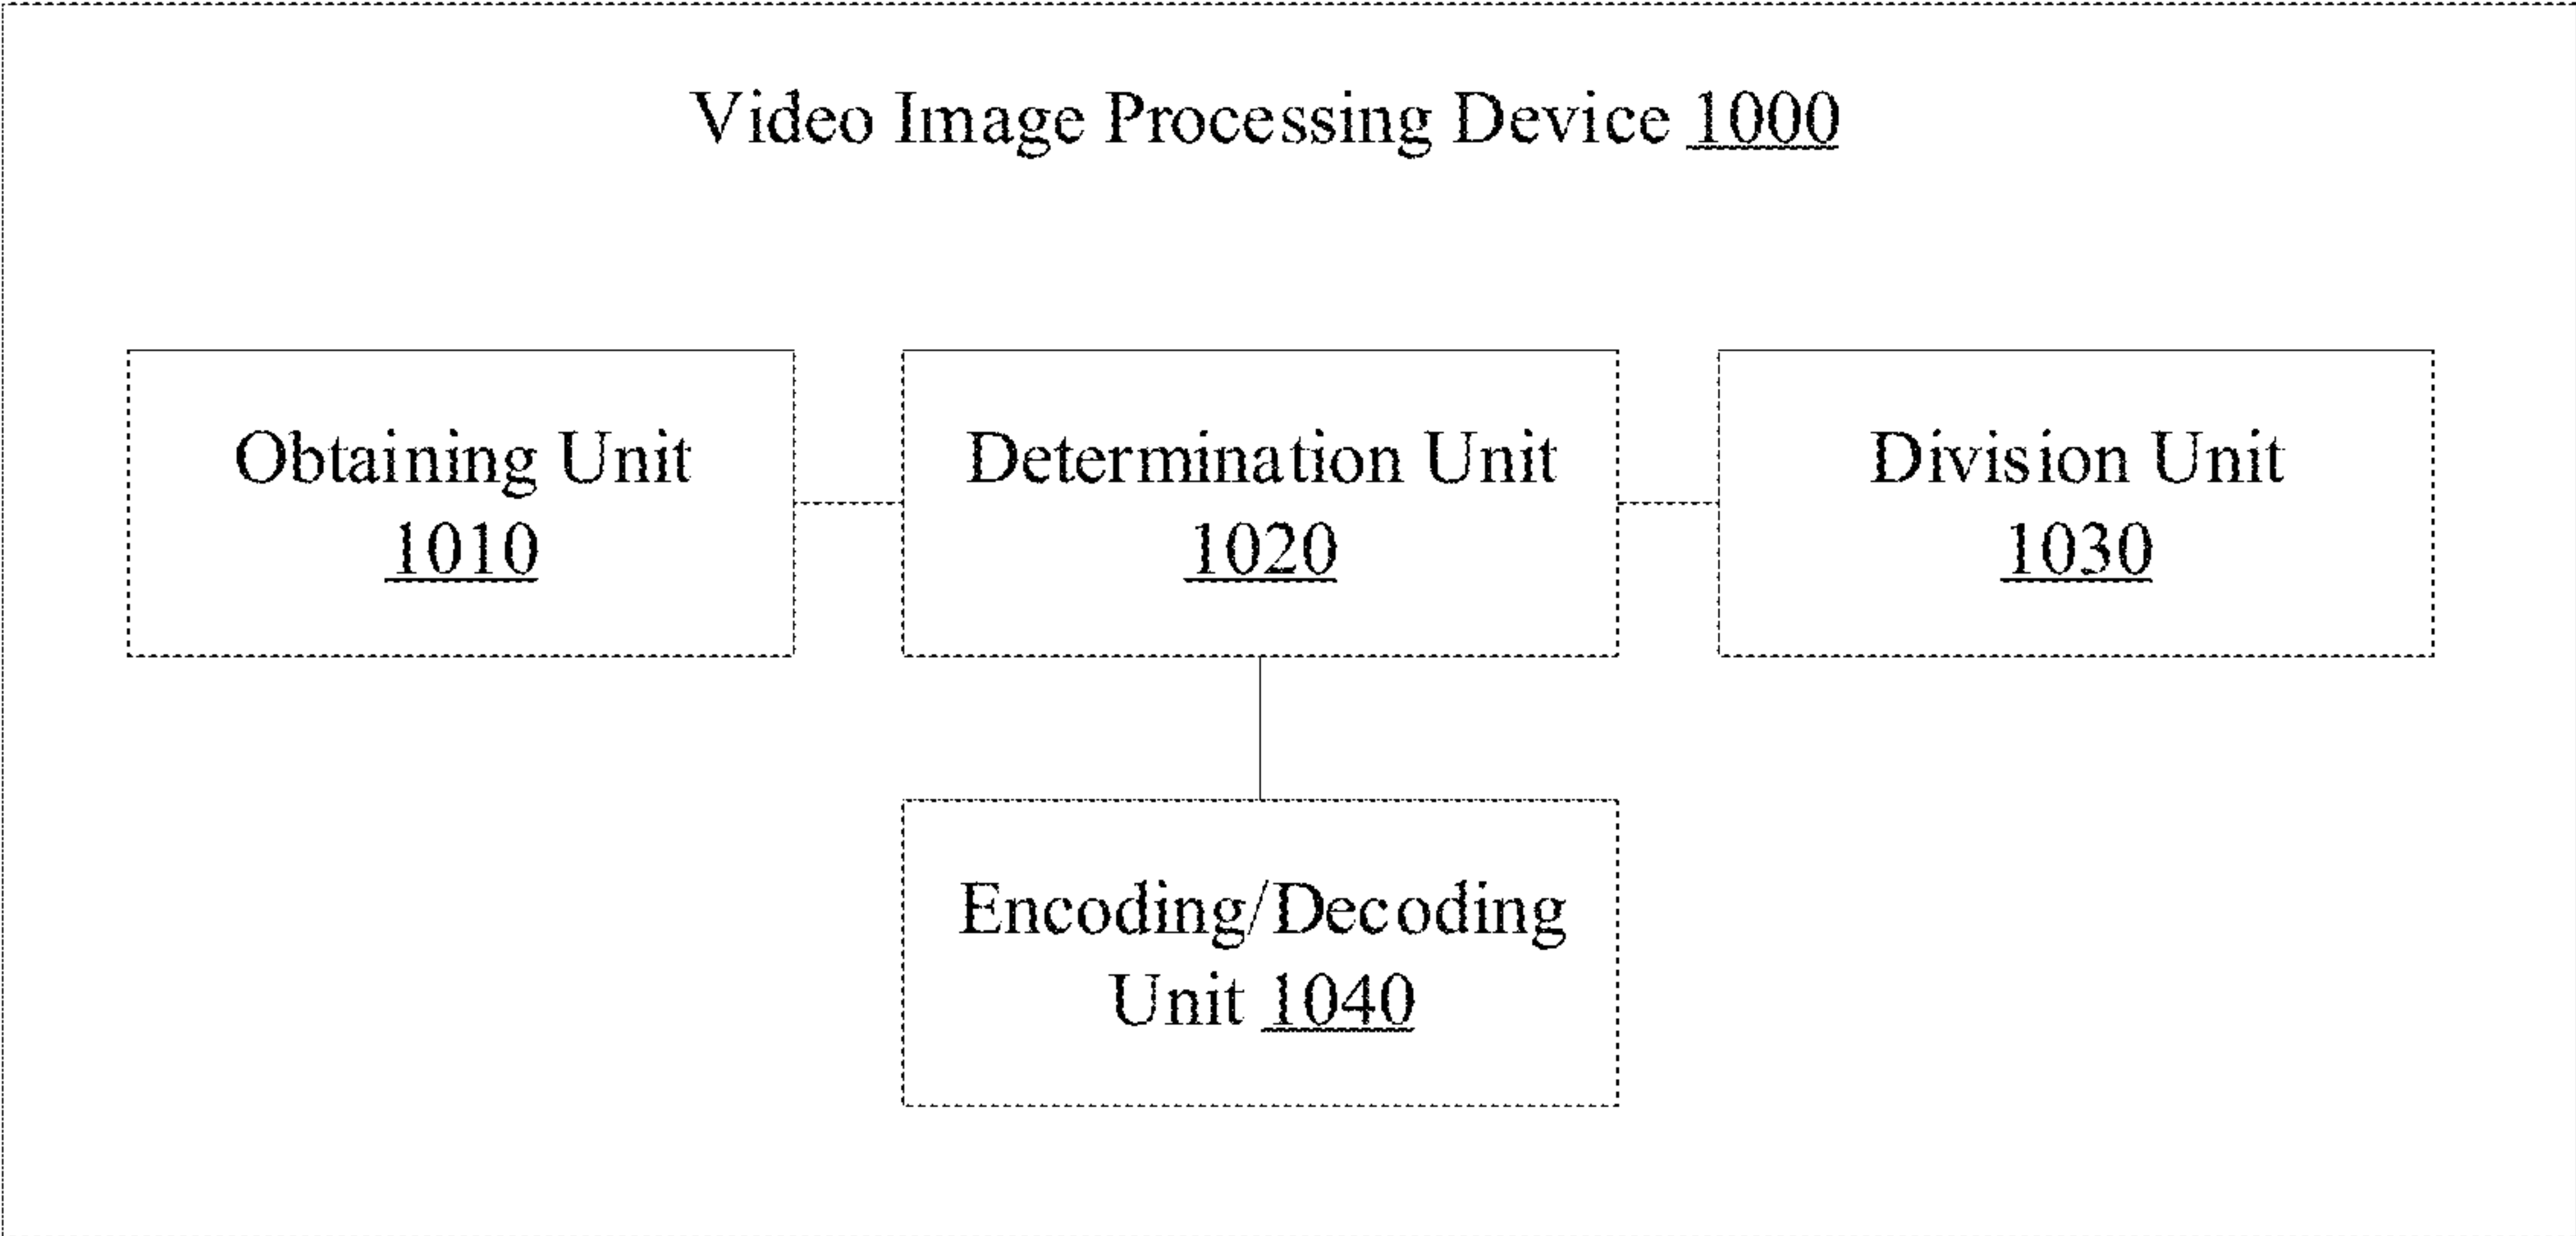 Video Image Processing Device 1000
Obtaining Unit
1010
Determination Unit
1020
Division Unit
1030
Encoding/Decoding
Unit 1040